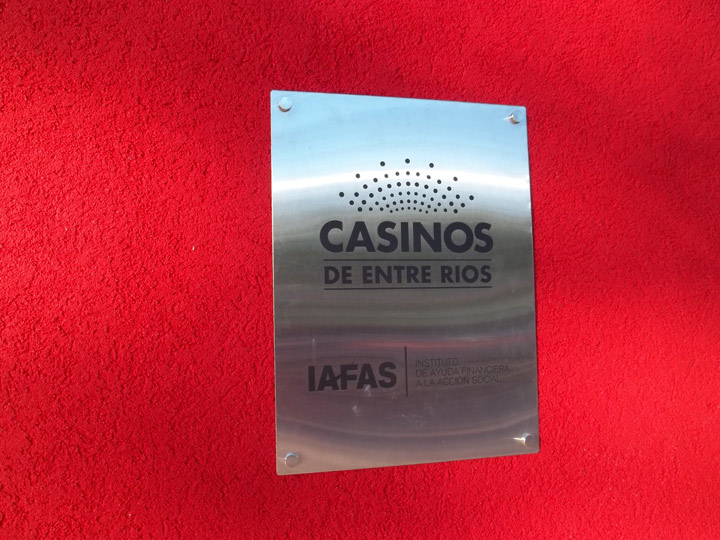 CASINOS
DE ENTRE RIOS
IAFAS
INSTITUTO
DE AYUDA FINANCIERA
A LA ACCIÓN SOCIAL